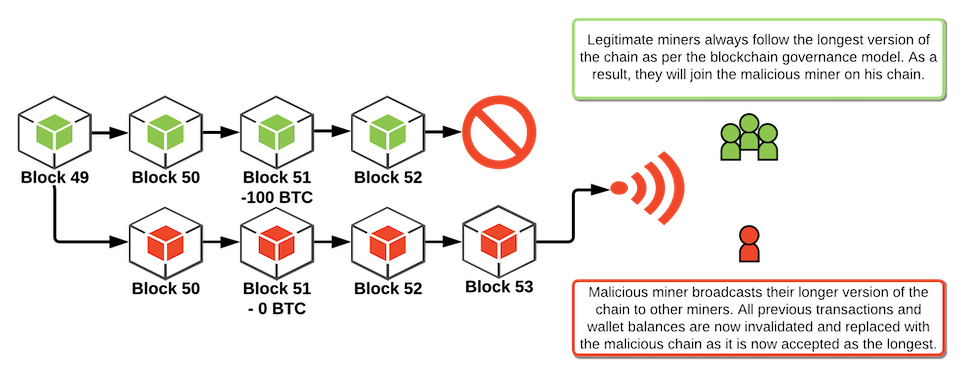 Legitimate miners always follow the longest version of
the chain as per the blockchain governance model. As a
result, they will join the malicious miner on his chain.
Block 49
Block 50
Block 51
-100 BTC
Block 52
Block 50
Block 51
- 0 BTC
Block 52
Block 53
Malicious miner broadcasts their longer version of the
chain to other miners. All previous transactions and
wallet balances are now invalidated and replaced with
the malicious chain as it is now accepted as the longest.